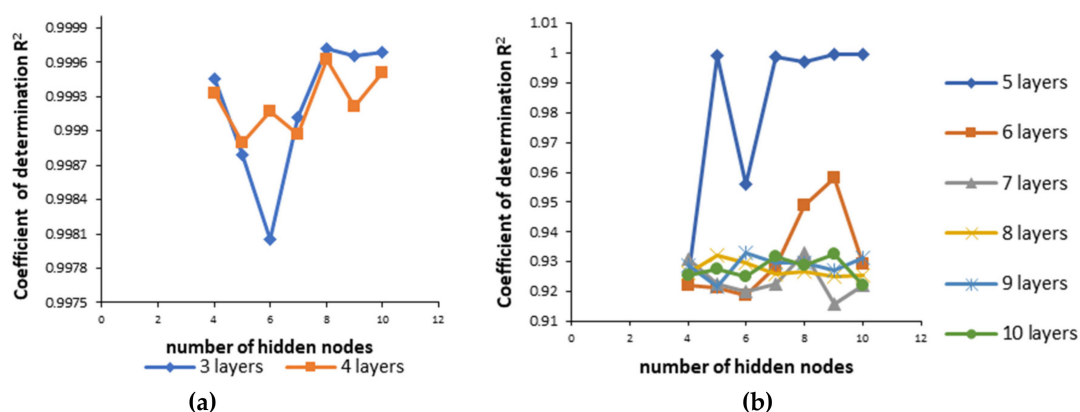 Coefficient of determination R²
0.9999
0.9996
0.9993
0.999
0.9987
0.9984
0.9981
0.9978
0.9975
0 2 4 6 8 10 12
number of hidden nodes
3 layers 4 layers
(a)
Coefficient of determination R²
1.01
1
0.99
0.98
0.97
0.96
0.95
0.94
0.93
0.92
0.91
0 2 4 6 8 10 12
number of hidden nodes
5 layers
6 layers
7 layers
8 layers
9 layers
10 layers
(b)